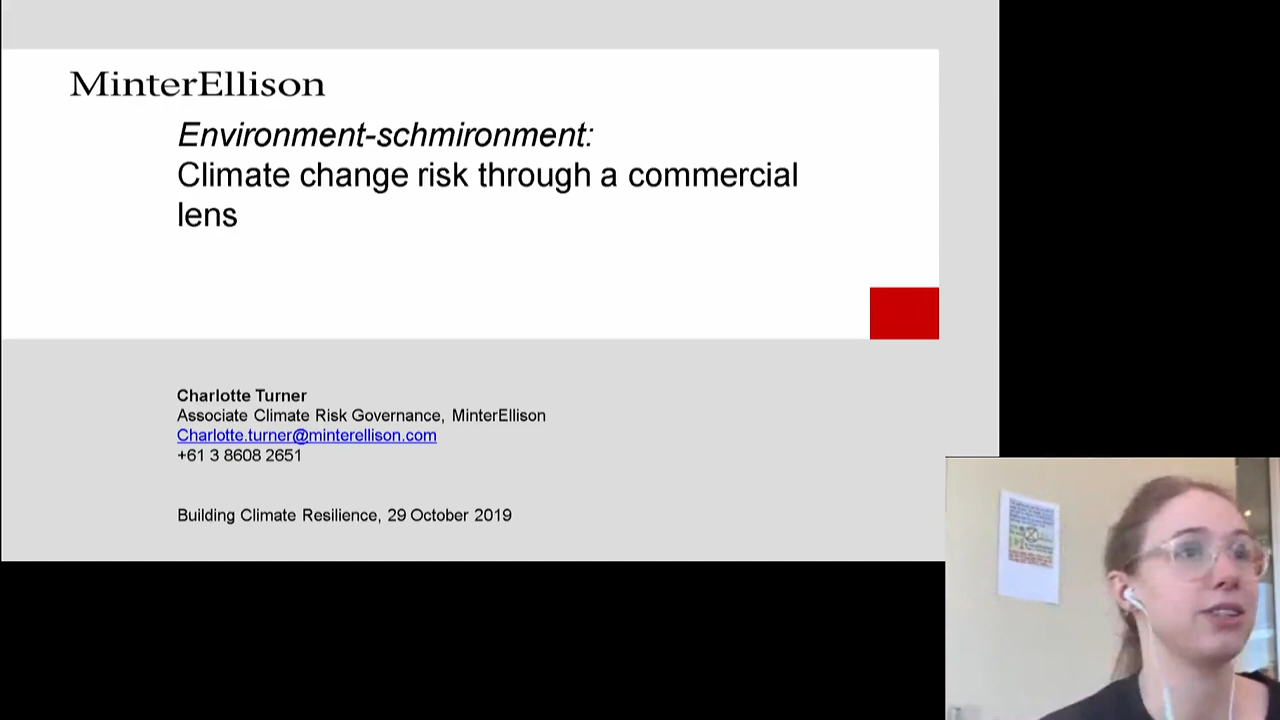 MinterEllison
Environment-schmironment:
Climate change risk through a commercial
lens
Charlotte Turner
Associate Climate Risk Governance, MinterEllison
Charlotte.turner@minterellison.com
+61 3 8608 2651
Building Climate Resilience, 29 October 2019